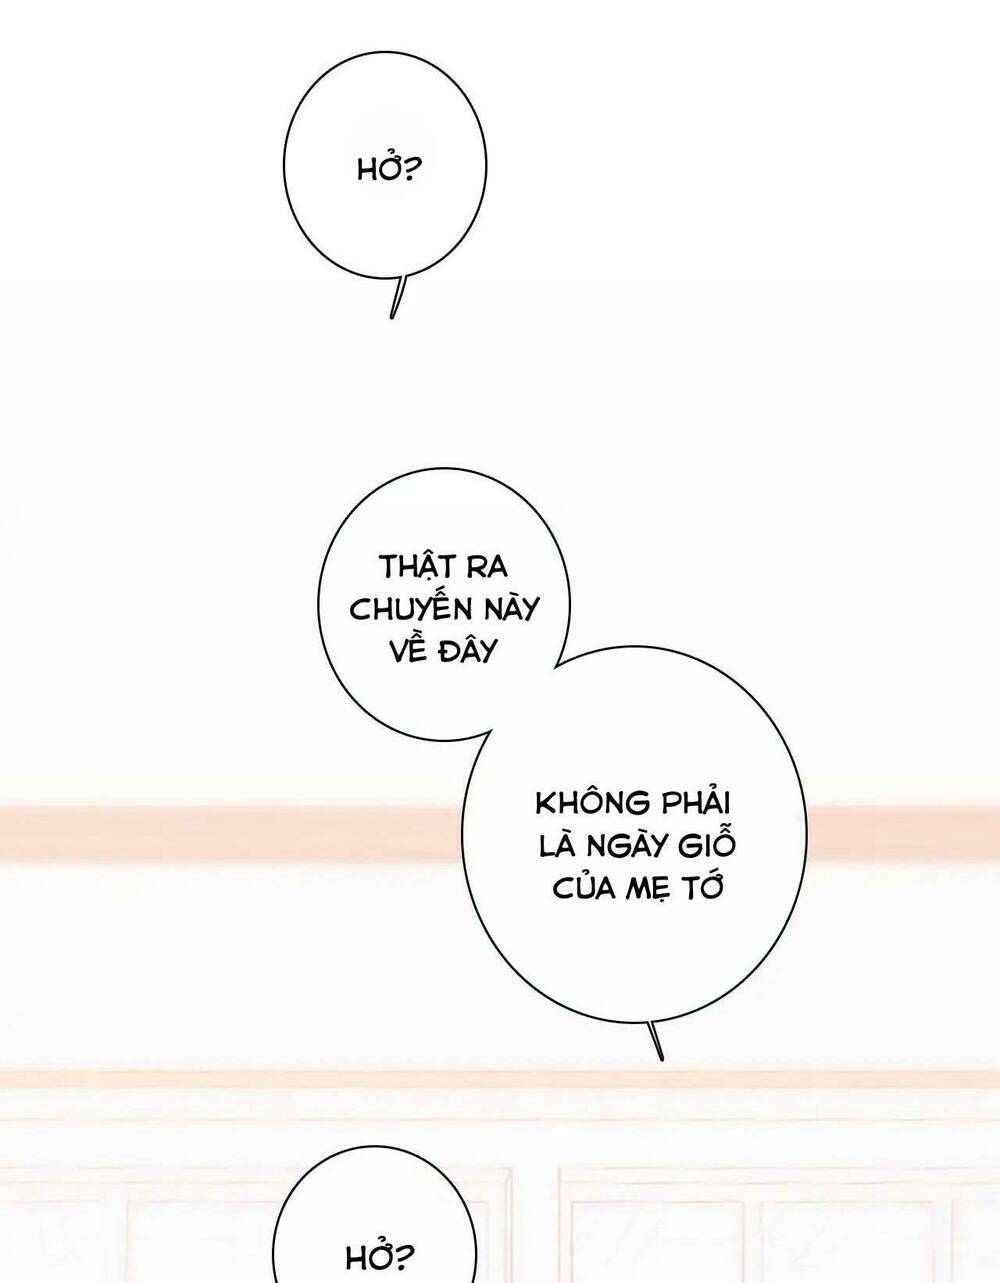 HỞ?
THẬT RA
CHUYẾN NÀY
VỀ ĐÂY
KHÔNG PHẢI
LÀ NGÀY GIỖ
CỦA MẸ TỚ
HỞ?